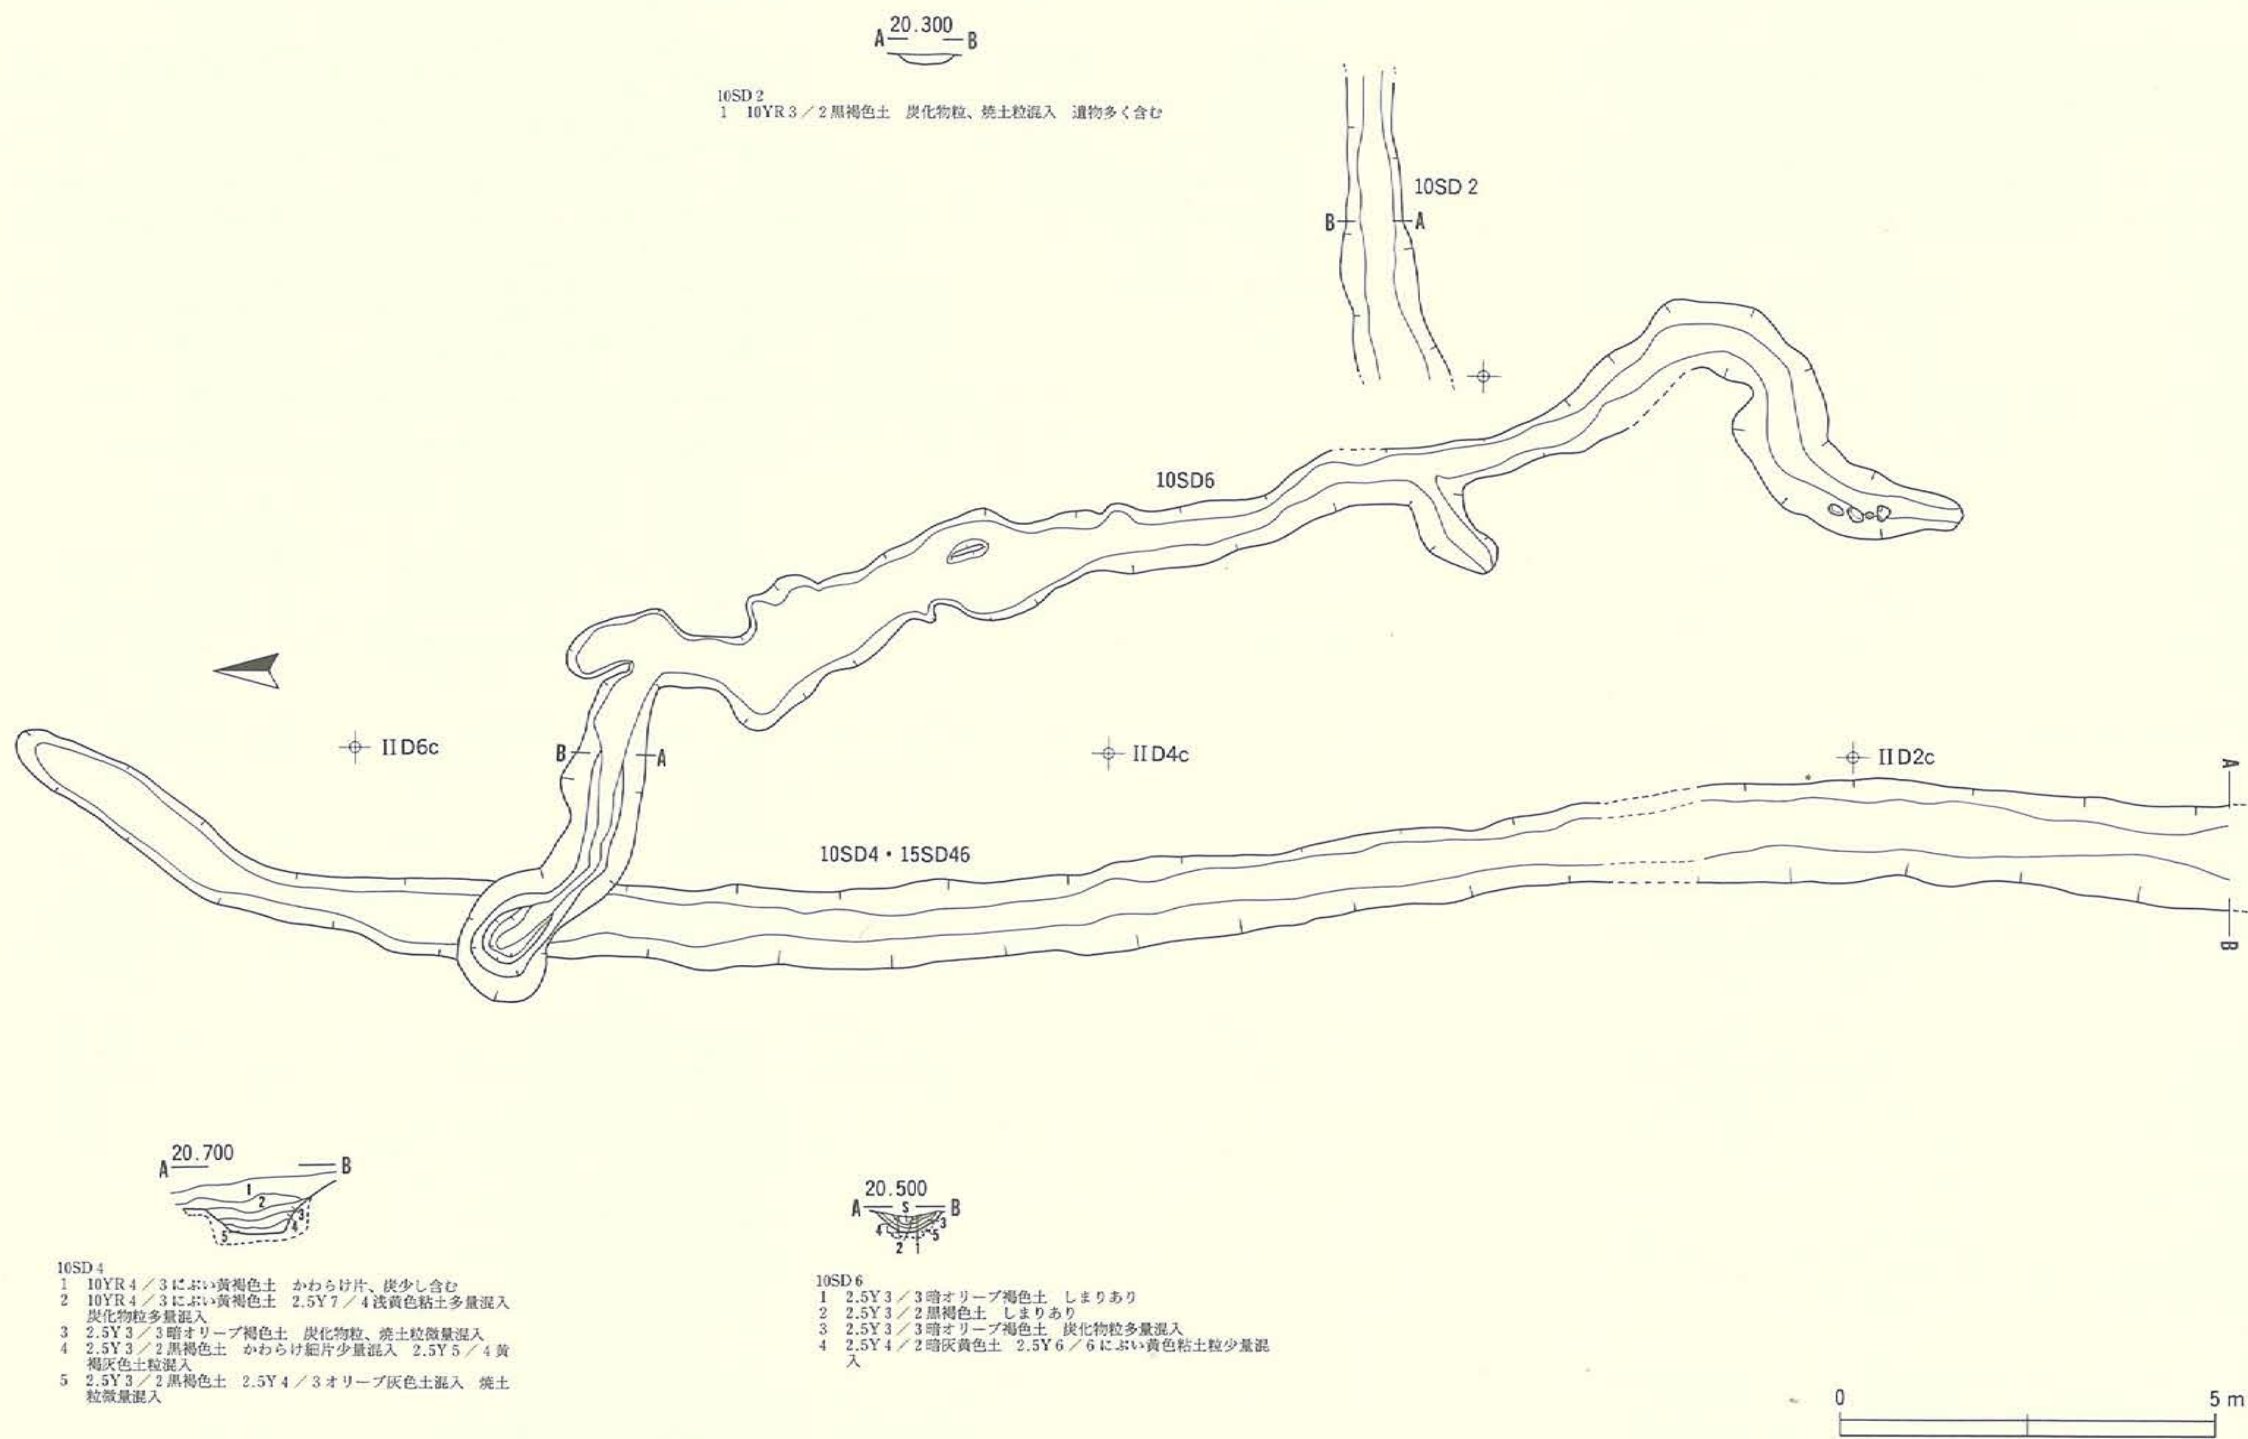 20.300
A B
10SD 2
1 10YR 3／2 黒褐色土 炭化物粒、焼土粒混入 遺物多く含む
10SD 2
B A
10SD6
ⅡD6c
B A
ⅡD4c
ⅡD2c
A
10SD4・15SD46
B
20.700
A B
1
2
3
4
5
10SD 4
1 10YR 4／3 にぶい黄褐色土 かわらけ片、炭少し含む
2 10YR 4／3 にぶい黄褐色土 2.5Y 7／4 浅黄色粘土多量混入
炭化物粒多量混入
3 2.5Y 3／3 暗オリーブ褐色土 炭化物粒、焼土粒微量混入
4 2.5Y 3／2 黒褐色土 かわらけ細片少量混入 2.5Y 5／4 黄
褐灰色土粒混入
5 2.5Y 3／2 黒褐色土 2.5Y 4／3 オリーブ灰色土混入 焼土
粒微量混入
20.500
A S B
4 3
5
2 1
10SD 6
1 2.5Y 3／3 暗オリーブ褐色土 しまりあり
2 2.5Y 3／2 黒褐色土 しまりあり
3 2.5Y 3／3 暗オリーブ褐色土 炭化物粒多量混入
4 2.5Y 4／2 暗灰黄色土 2.5Y 6／6 にぶい黄色粘土粒少量混
入
0 5 m